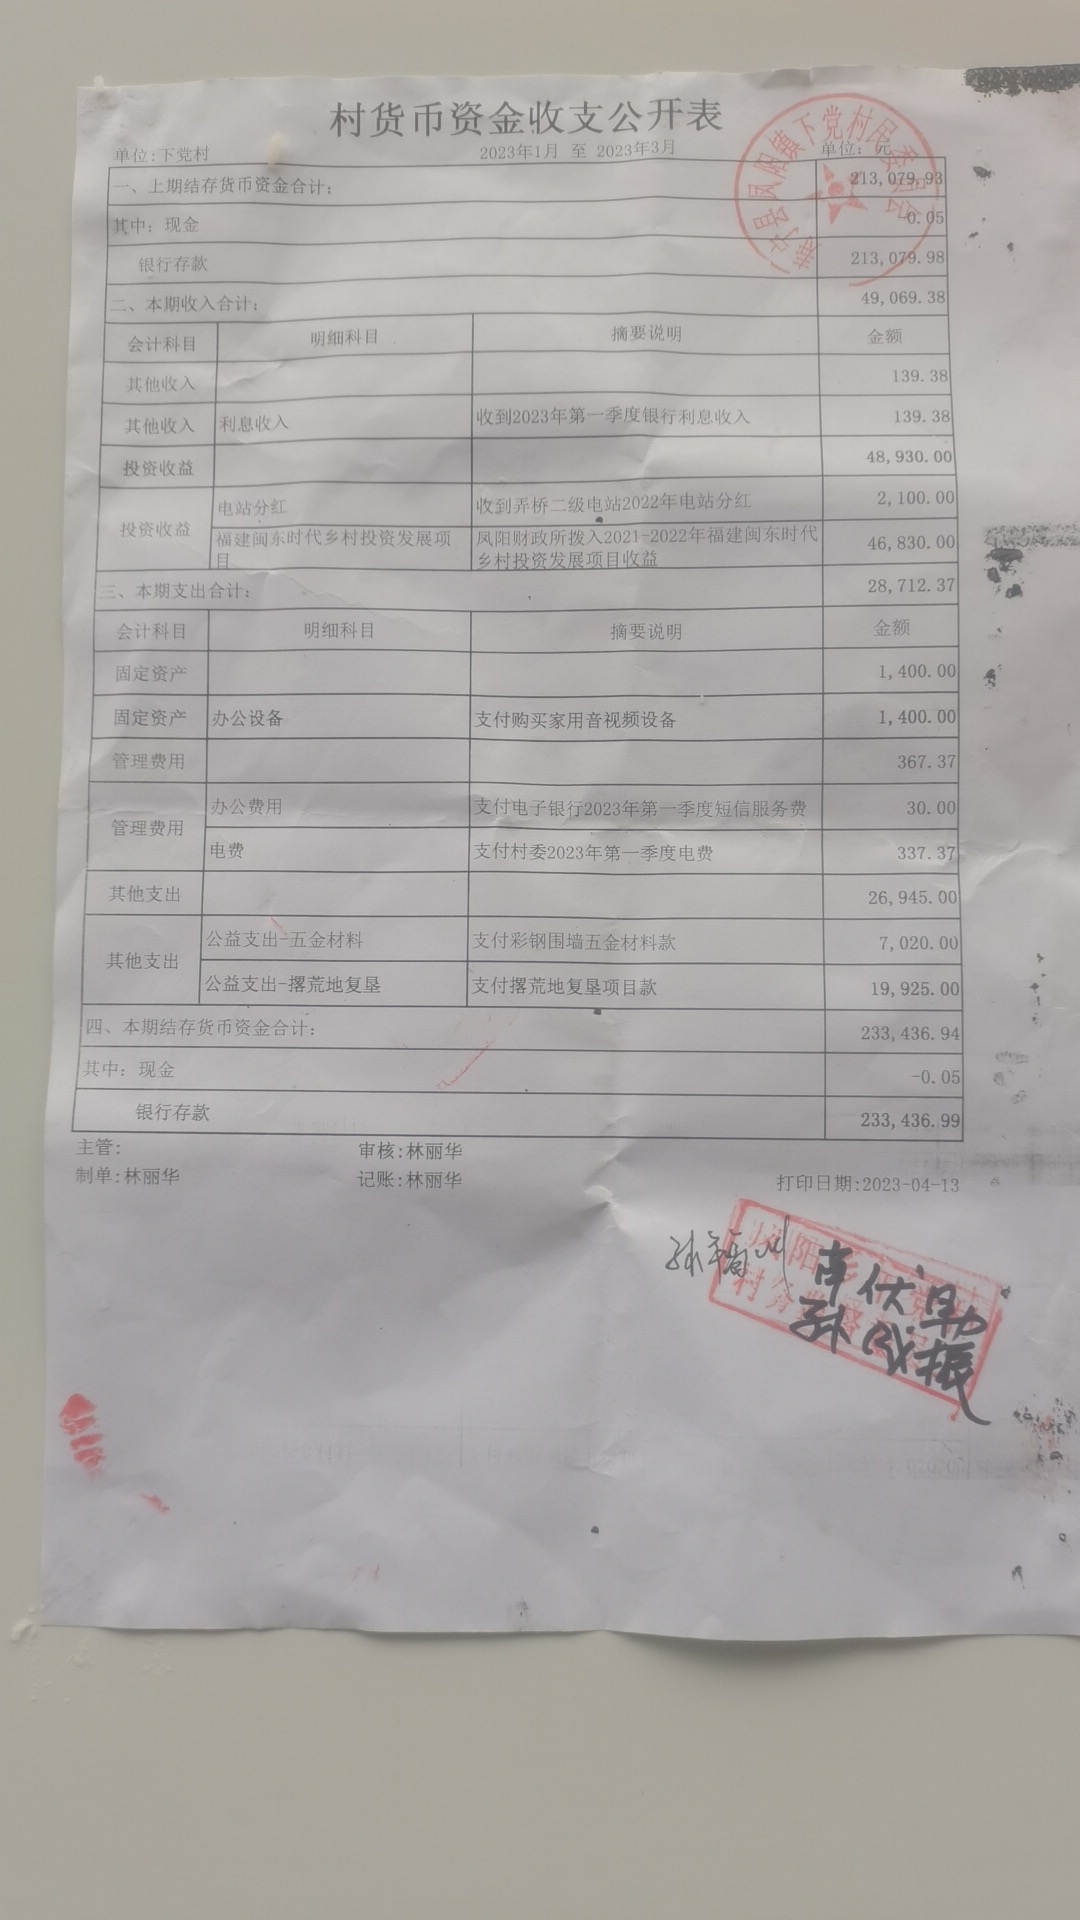 村货币资金收支公开表
单位:下党村 2023年1月 至 2023年3月 单位: 元
寿宁县凤阳镇下党村民委员会
一、上期结存货币资金合计: 213,079.93
其中: 现金 -0.05
银行存款 213,079.98
二、本期收入合计: 49,069.38
会计科目 明细科目 摘要说明 金额
其他收入 139.38
其他收入 利息收入 收到2023年第一季度银行利息收入 139.38
投资收益 48,930.00
投资收益 电站分红 收到弄桥二级电站2022年电站分红 2,100.00
福建闽东时代乡村投资发展项目 凤阳财政所拨入2021-2022年福建闽东时代乡村投资发展项目收益 46,830.00
三、本期支出合计: 28,712.37
会计科目 明细科目 摘要说明 金额
固定资产 1,400.00
固定资产 办公设备 支付购买家用音视频设备 1,400.00
管理费用 367.37
管理费用 办公费用 支付电子银行2023年第一季度短信服务费 30.00
电费 支付村委2023年第一季度电费 337.37
其他支出 26,945.00
其他支出 公益支出-五金材料 支付彩钢围墙五金材料款 7,020.00
公益支出-撂荒地复垦 支付撂荒地复垦项目款 19,925.00
四、本期结存货币资金合计: 233,436.94
其中: 现金 -0.05
银行存款 233,436.99
主管: 审核:林丽华
制单:林丽华 记账:林丽华 打印日期:2023-04-13